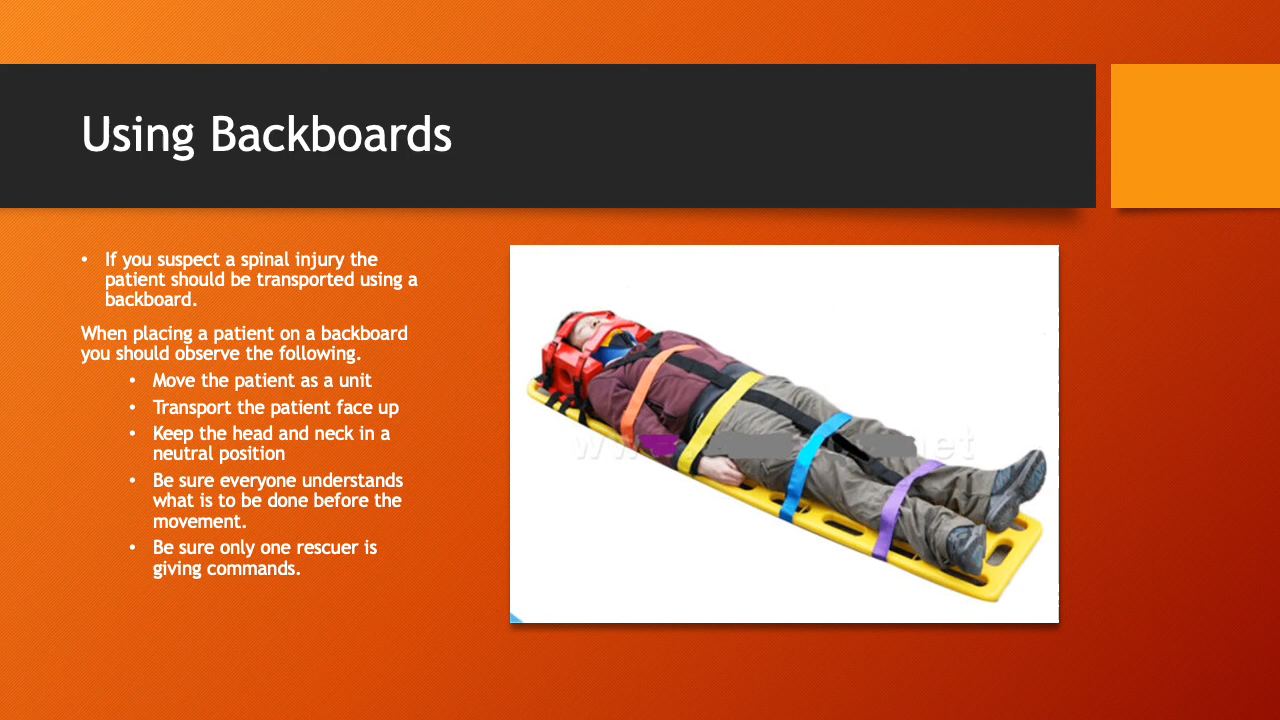 Using Backboards
• If you suspect a spinal injury the
patient should be transported using a
backboard.
When placing a patient on a backboard
you should observe the following.
• Move the patient as a unit
• Transport the patient face up
• Keep the head and neck in a
neutral position
• Be sure everyone understands
what is to be done before the
movement.
• Be sure only one rescuer is
giving commands.